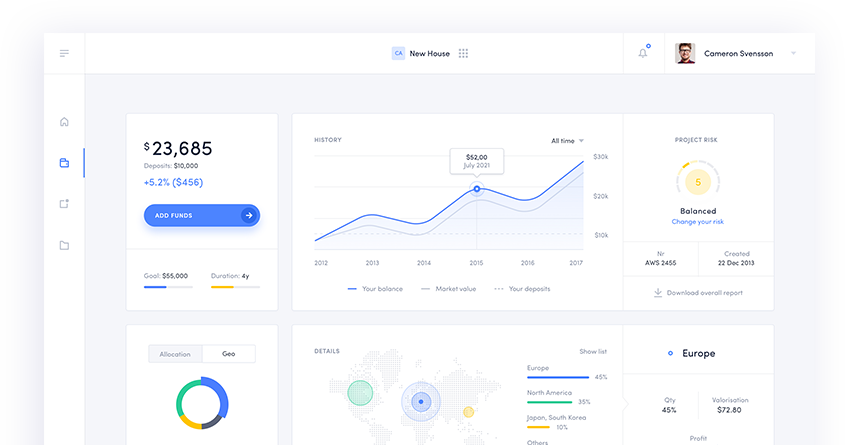 CA New House
Cameron Svensson
$23,685
Deposits: $10,000
+5.2% ($456)
ADD FUNDS
Goal: $55,000
Duration: 4y
HISTORY
All time
$52,00
July 2021
$30k
$20k
$10k
2012 2013 2014 2015 2016 2017
Your balance
Market value
Your deposits
PROJECT RISK
5
Balanced
Change your risk
Nr
AWS 2455
Created
22 Dec 2013
Download overall report
Allocation
Geo
DETAILS
Show list
Europe
45%
North America
35%
Japan, South Korea
10%
Others
Europe
Qty
45%
Valorisation
$72.80
Profit